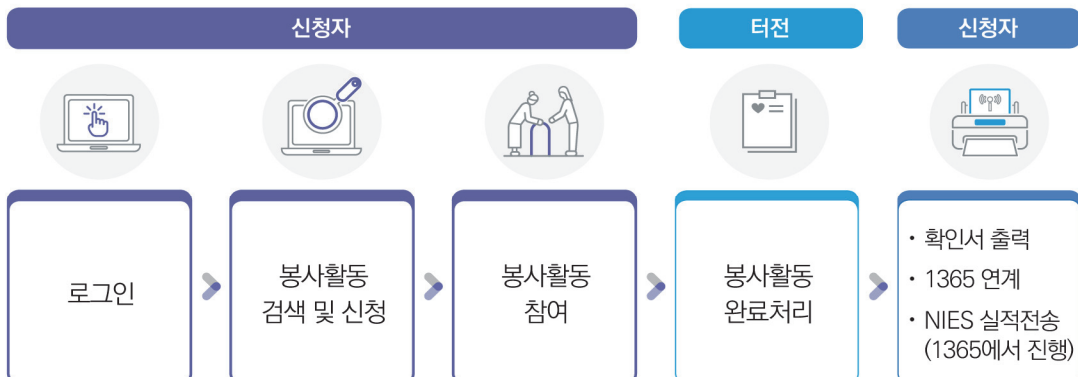 신청자
터전
신청자
로그인
봉사활동
검색 및 신청
봉사활동
참여
봉사활동
완료처리
• 확인서 출력
• 1365 연계
• NIES 실적전송
(1365에서 진행)